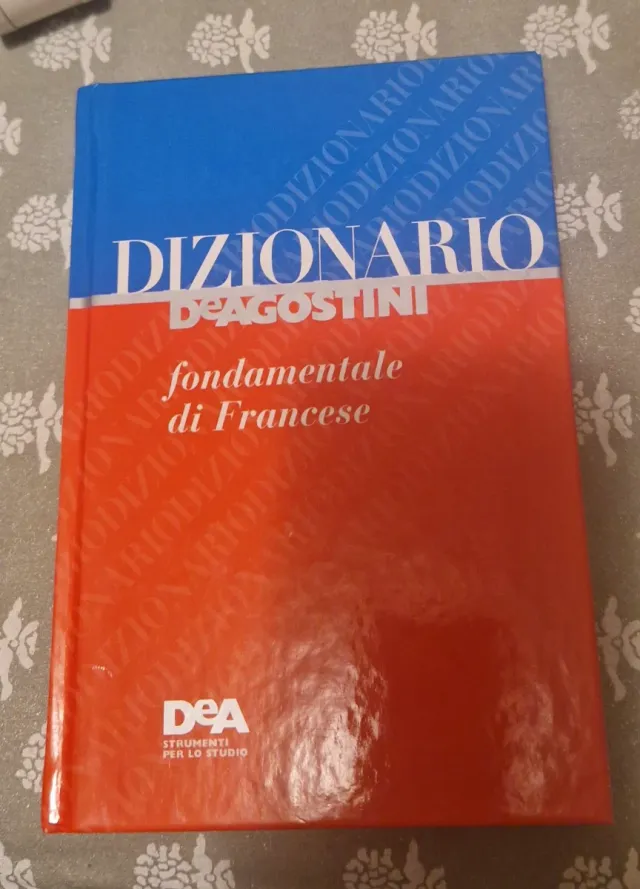 DIZIONARIO
DeAGOSTINI
fondamentale
di Francese
DeA
STRUMENTI
PER LO STUDIO